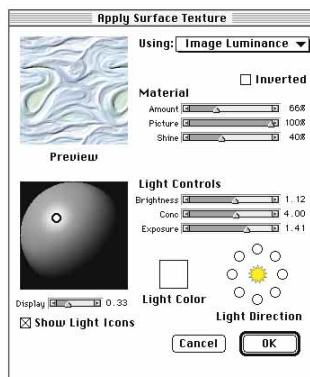 Apply Surface Texture
Using: Image Luminance
Inverted
Material
Amount 66%
Picture 100%
Shine 40%
Preview
Light Controls
Brightness 1.12
Conc 4.00
Exposure 1.41
Display 0.33
Light Color
Light Direction
Show Light Icons
Cancel
OK